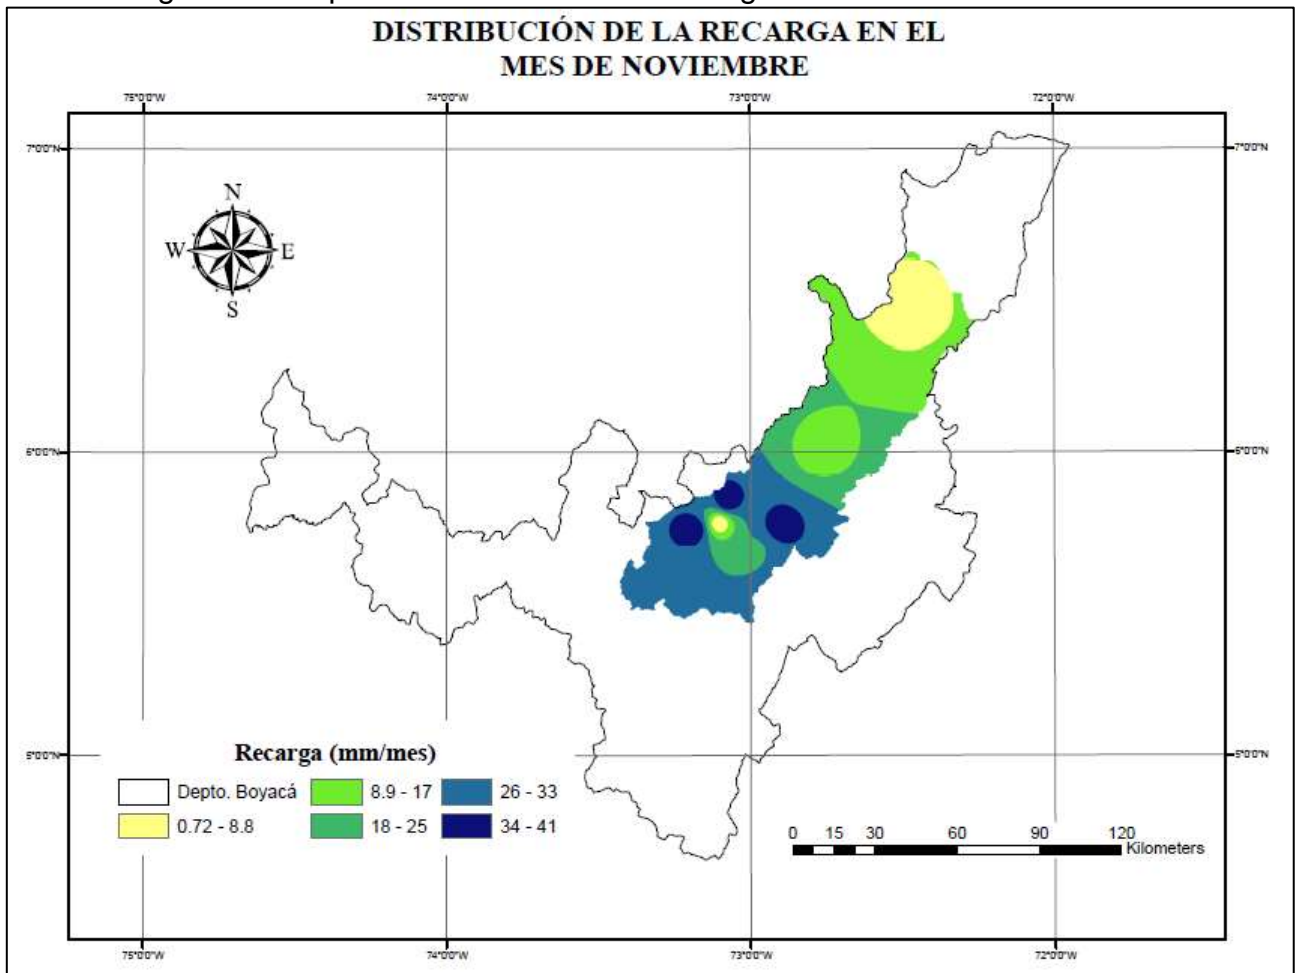 DISTRIBUCIÓN DE LA RECARGA EN EL
MES DE NOVIEMBRE
75°0'0"W 74°0'0"W 73°0'0"W 72°0'0"W
7°0'0"N 7°0'0"N
N
W E
S
6°0'0"N 6°0'0"N
5°0'0"N 5°0'0"N
Recarga (mm/mes)
Depto. Boyacá 8.9 - 17 26 - 33
0.72 - 8.8 18 - 25 34 - 41
0 15 30 60 90 120
Kilometers
75°0'0"W 74°0'0"W 73°0'0"W 72°0'0"W